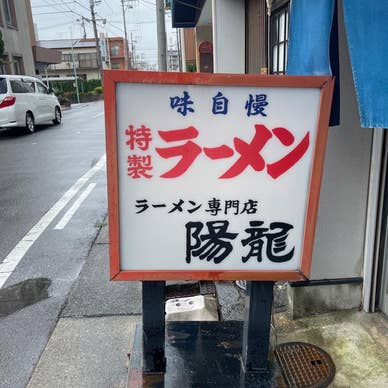 味自慢
特製ラーメン
ラーメン専門店
陽龍